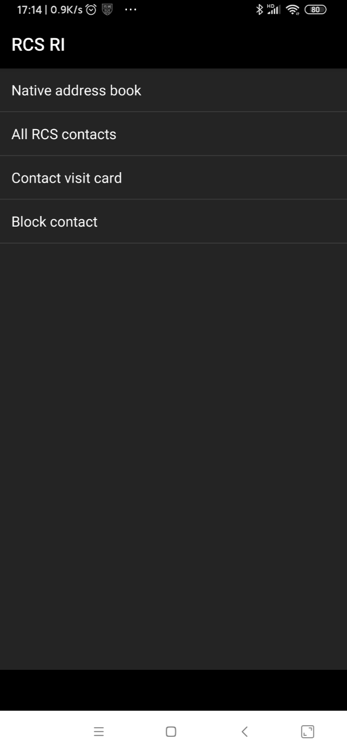 17:14 | 0.9K/s
HD
80
RCS RI
Native address book
All RCS contacts
Contact visit card
Block contact